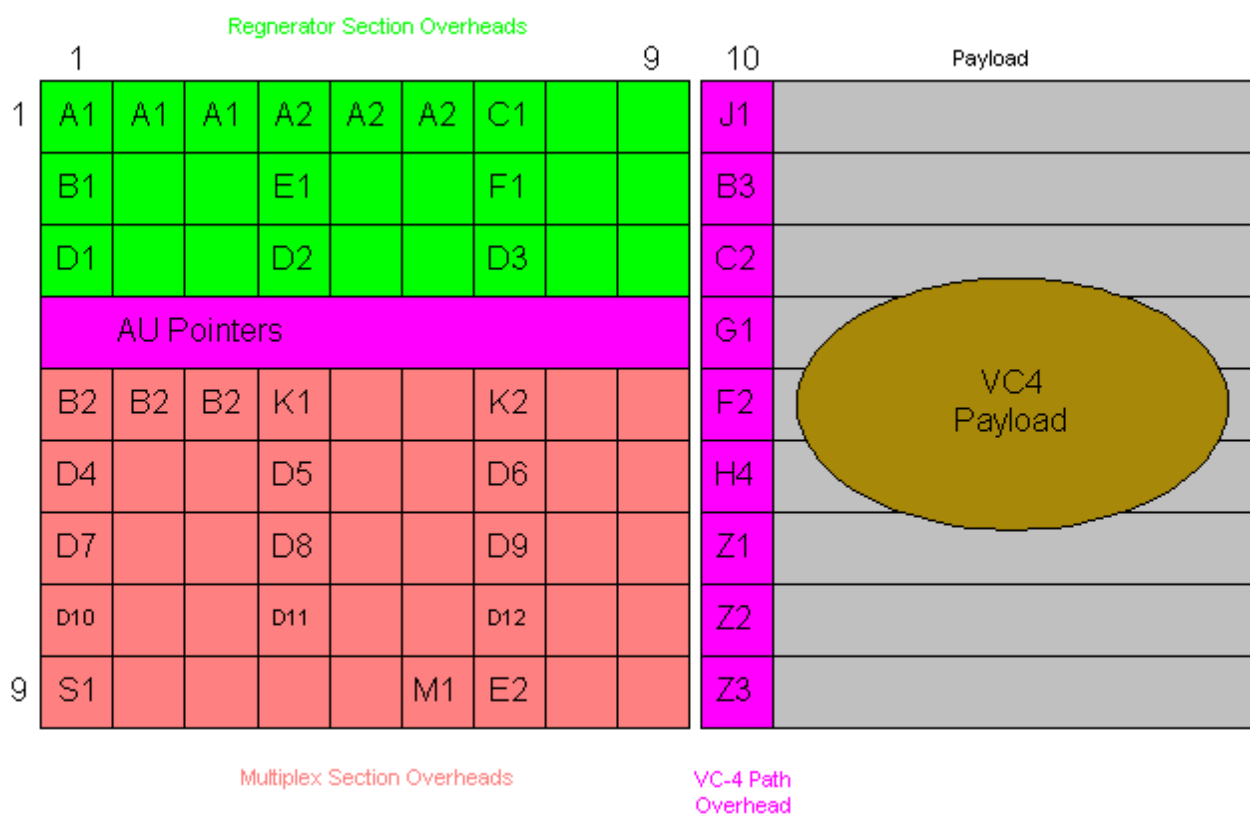 Regnerator Section Overheads
1 9 10 Payload
1 A1 A1 A1 A2 A2 A2 C1 J1
B1 E1 F1 B3
D1 D2 D3 C2
AU Pointers G1
B2 B2 B2 K1 K2 F2
VC4
Payload
D4 D5 D6 H4
D7 D8 D9 Z1
D10 D11 D12 Z2
9 S1 M1 E2 Z3
Multiplex Section Overheads
VC-4 Path
Overhead